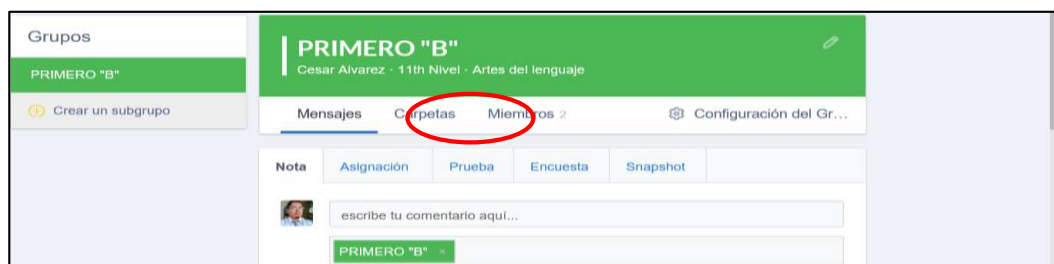 Grupos
PRIMERO "B"
Crear un subgrupo
PRIMERO "B"
Cesar Alvarez · 11th Nivel · Artes del lenguaje
Mensajes Carpetas Miembros 2 Configuración del Gr...
Nota Asignación Prueba Encuesta Snapshot
escribe tu comentario aquí...
PRIMERO "B" ×